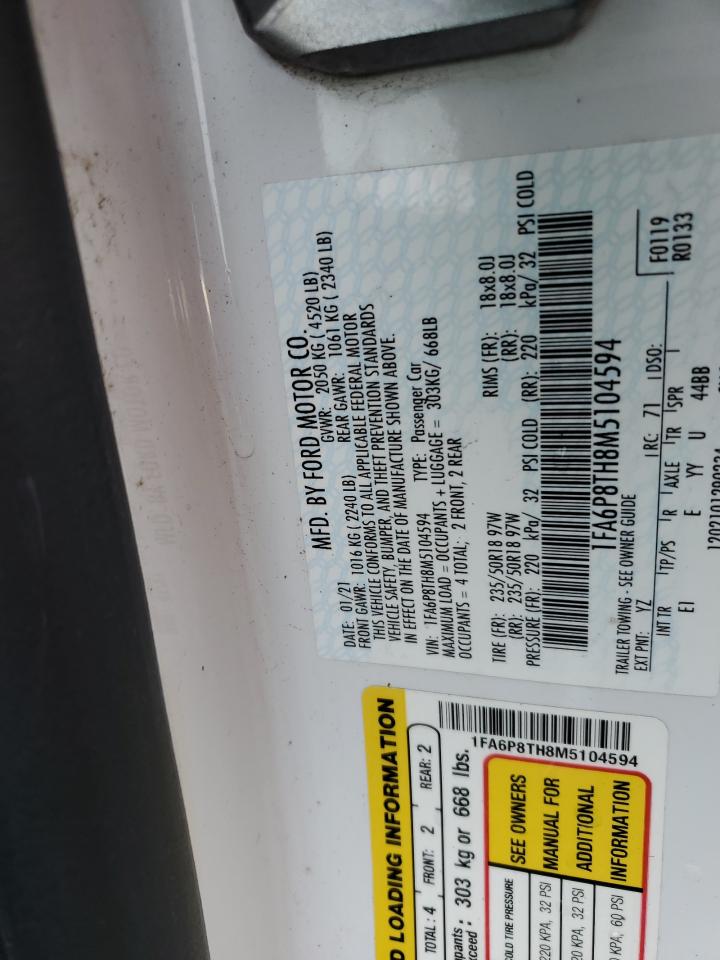 MFD. BY FORD MOTOR CO.
DATE: 01/21 GVWR: 2050 KG ( 4520 LB)
FRONT GAWR: 1016 KG ( 2240 LB) REAR GAWR: 1061 KG ( 2340 LB)
THIS VEHICLE CONFORMS TO ALL APPLICABLE FEDERAL MOTOR
VEHICLE SAFETY, BUMPER, AND THEFT PREVENTION STANDARDS
IN EFFECT ON THE DATE OF MANUFACTURE SHOWN ABOVE.
VIN: 1FA6P8TH8M5104594 TYPE: Passenger Car
MAXIMUM LOAD = OCCUPANTS + LUGGAGE = 303KG/ 668LB
OCCUPANTS = 4 TOTAL; 2 FRONT, 2 REAR
TIRE (FR): 235/50R18 97W RIMS (FR): 18x8.0J
(RR): 235/50R18 97W (RR): 18x8.0J
PRESSURE (FR): 220 kPa/ 32 PSI COLD (RR): 220 kPa/ 32 PSI COLD
1FA6P8TH8M5104594
TRAILER TOWING - SEE OWNER GUIDE
F0119
R0133
EXT PNT: YZ RC: 71 DSO:
INT TR TP/PS R AXLE TR SPR
EI E YY U 44BB
LOADING INFORMATION
TOTAL : 4 FRONT: 2 REAR: 2
303 kg or 668 lbs.
1FA6P8TH8M5104594
COLD TIRE PRESSURE
220 KPA, 32 PSI
KPA, 32 PSI
KPA, 60 PSI
SEE OWNERS
MANUAL FOR
ADDITIONAL
INFORMATION